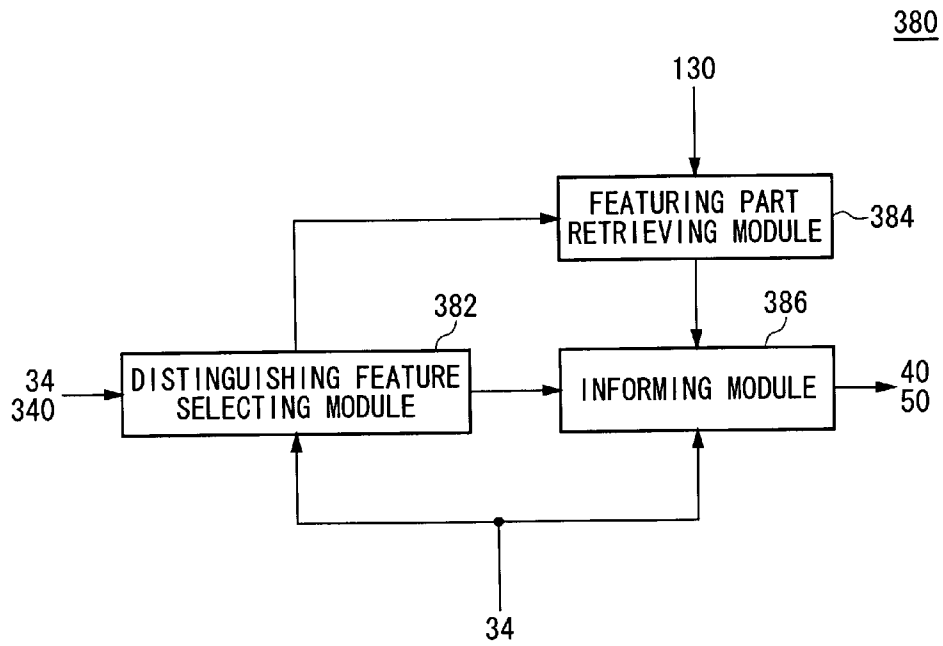 380
130
FEATURING PART
RETRIEVING MODULE
384
382
386
34
340
DISTINGUISHING FEATURE
SELECTING MODULE
INFORMING MODULE
40
50
34